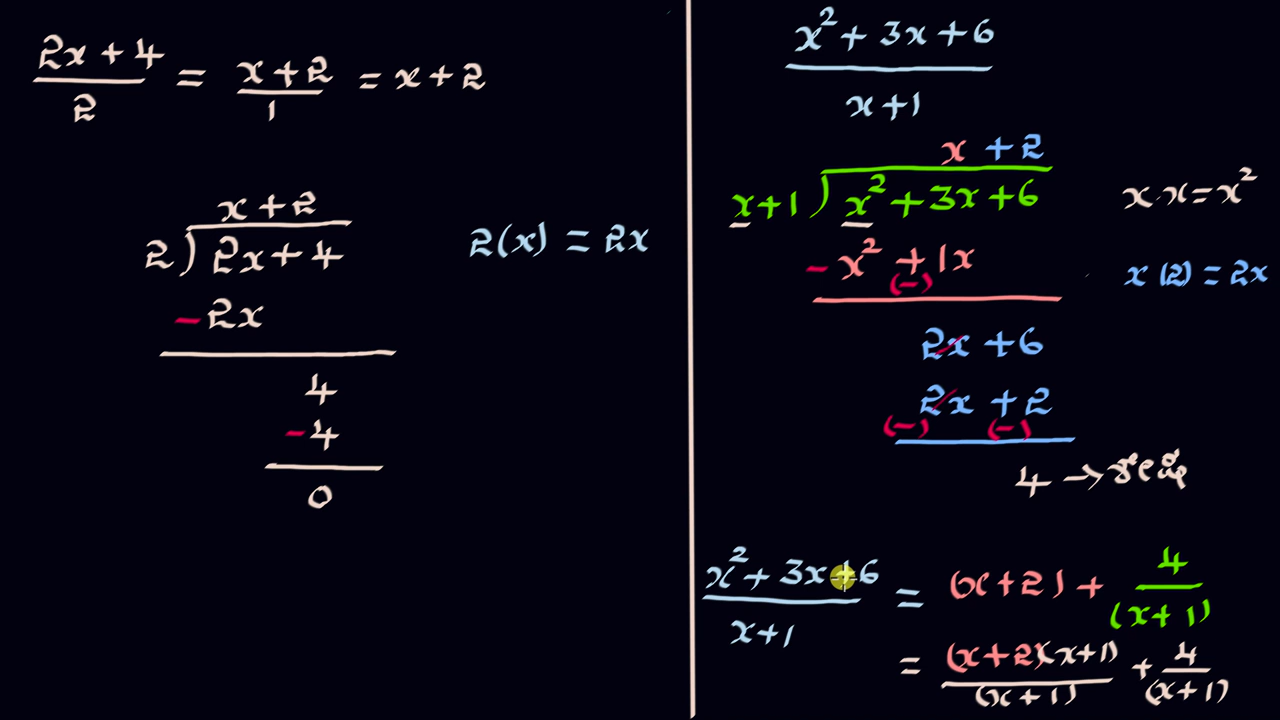 (2x + 4)/2 = (x + 2)/1 = x + 2
x + 2
2 ) 2x + 4
- 2x
4
- 4
0
2(x) = 2x
(x² + 3x + 6)/(x + 1)
x + 2
x + 1 ) x² + 3x + 6
- x² + 1x
(-)
2x + 6
2x + 2
(-) (-)
4 →
x·x = x²
x(2) = 2x
(x² + 3x + 6)/(x + 1) = (x + 2) + 4/(x + 1)
= (x + 2)(x + 1)/(x + 1) + 4/(x + 1)